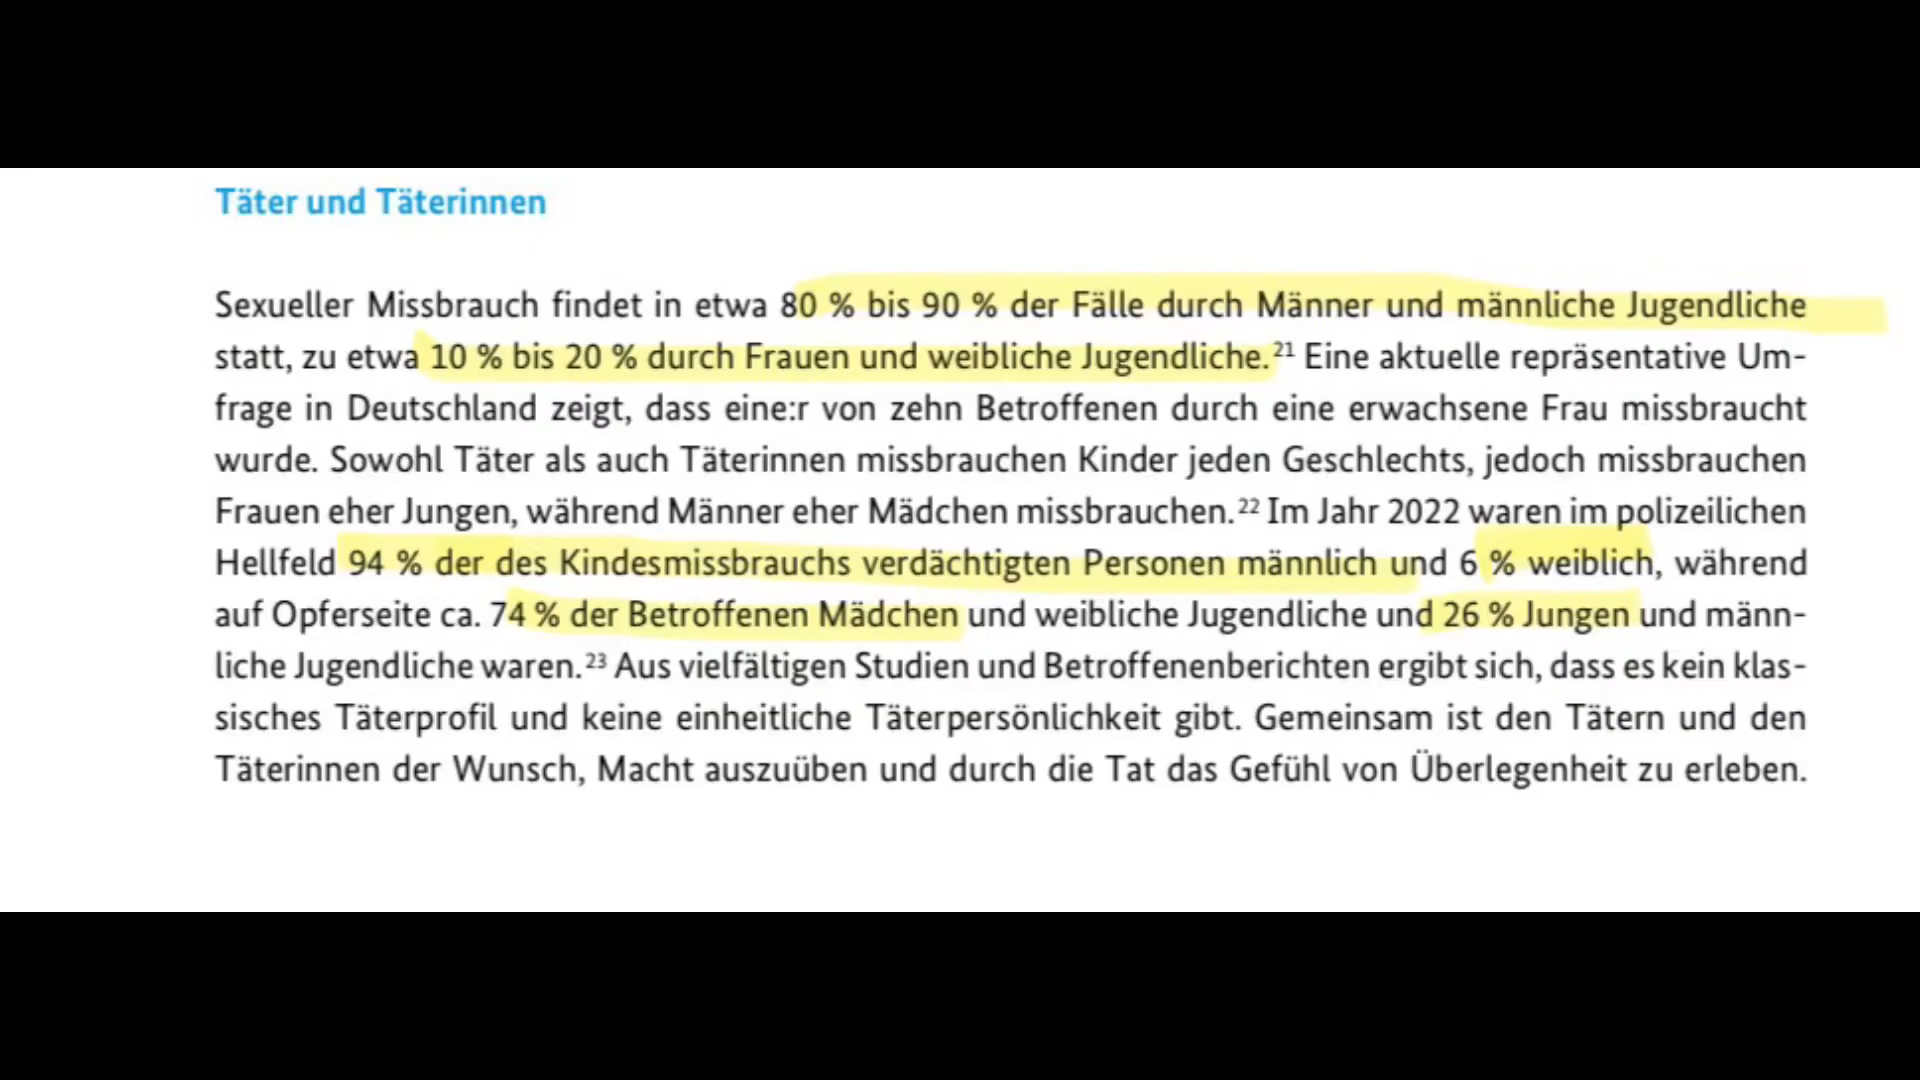 Täter und Täterinnen
Sexueller Missbrauch findet in etwa 80 % bis 90 % der Fälle durch Männer und männliche Jugendliche
statt, zu etwa 10 % bis 20 % durch Frauen und weibliche Jugendliche.²¹ Eine aktuelle repräsentative Um-
frage in Deutschland zeigt, dass eine:r von zehn Betroffenen durch eine erwachsene Frau missbraucht
wurde. Sowohl Täter als auch Täterinnen missbrauchen Kinder jeden Geschlechts, jedoch missbrauchen
Frauen eher Jungen, während Männer eher Mädchen missbrauchen.²² Im Jahr 2022 waren im polizeilichen
Hellfeld 94 % der des Kindesmissbrauchs verdächtigten Personen männlich und 6 % weiblich, während
auf Opferseite ca. 74 % der Betroffenen Mädchen und weibliche Jugendliche und 26 % Jungen und männ-
liche Jugendliche waren.²³ Aus vielfältigen Studien und Betroffenenberichten ergibt sich, dass es kein klas-
sisches Täterprofil und keine einheitliche Täterpersönlichkeit gibt. Gemeinsam ist den Tätern und den
Täterinnen der Wunsch, Macht auszuüben und durch die Tat das Gefühl von Überlegenheit zu erleben.